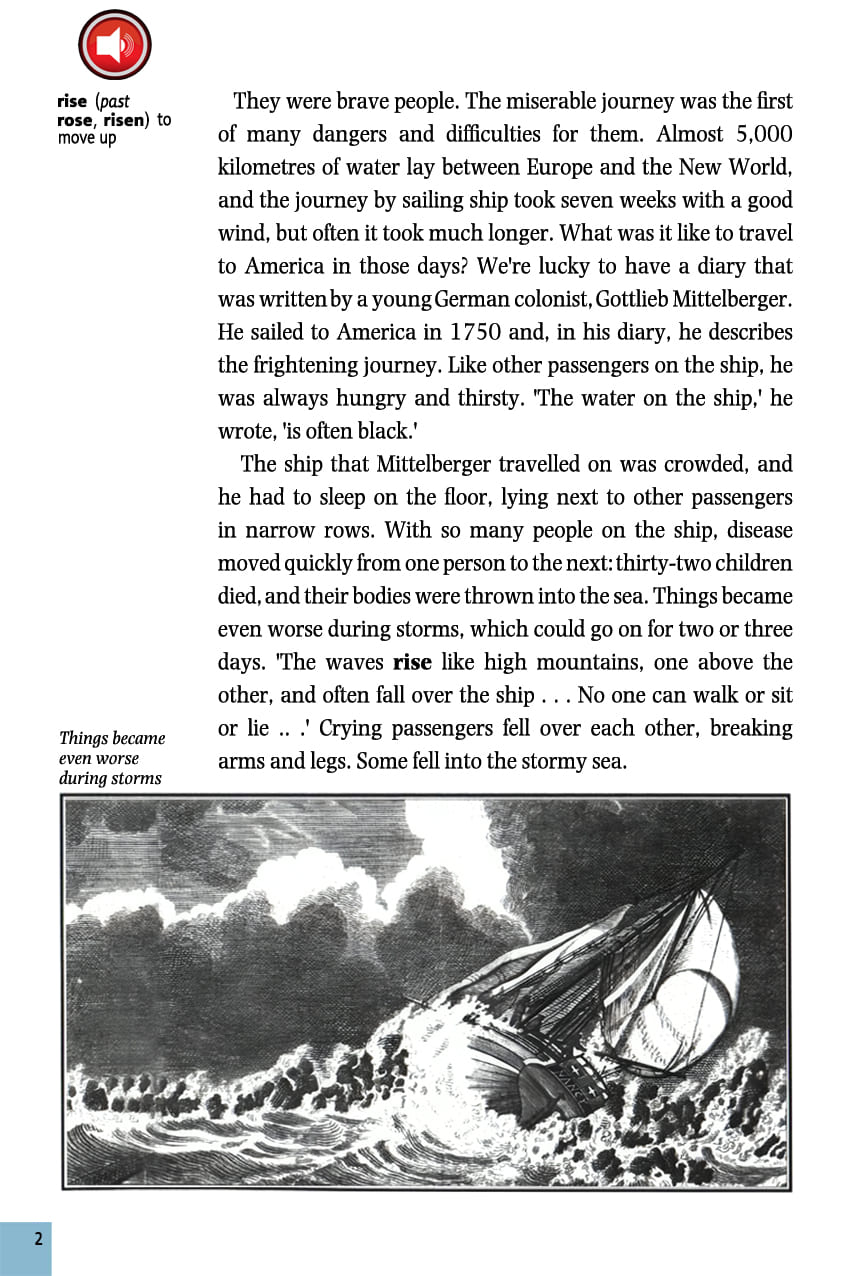 rise (past
rose, risen) to
move up
They were brave people. The miserable journey was the first
of many dangers and difficulties for them. Almost 5,000
kilometres of water lay between Europe and the New World,
and the journey by sailing ship took seven weeks with a good
wind, but often it took much longer. What was it like to travel
to America in those days? We're lucky to have a diary that
was written by a young German colonist, Gottlieb Mittelberger.
He sailed to America in 1750 and, in his diary, he describes
the frightening journey. Like other passengers on the ship, he
was always hungry and thirsty. 'The water on the ship,' he
wrote, 'is often black.'
The ship that Mittelberger travelled on was crowded, and
he had to sleep on the floor, lying next to other passengers
in narrow rows. With so many people on the ship, disease
moved quickly from one person to the next: thirty-two children
died, and their bodies were thrown into the sea. Things became
even worse during storms, which could go on for two or three
days. 'The waves rise like high mountains, one above the
other, and often fall over the ship . . . No one can walk or sit
or lie .. .' Crying passengers fell over each other, breaking
arms and legs. Some fell into the stormy sea.
Things became
even worse
during storms
2